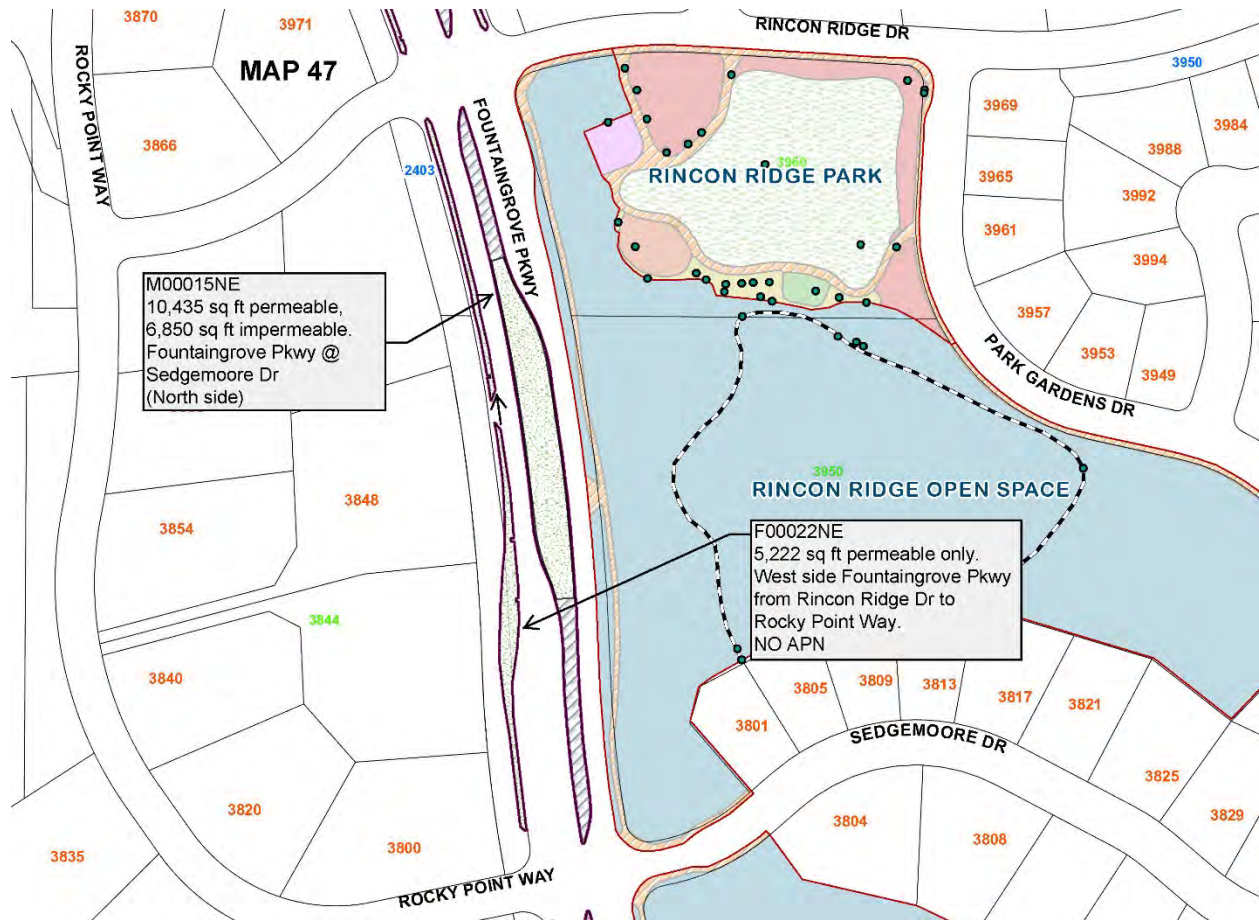 RINCON RIDGE DR
3870
3971
MAP 47
ROCKY POINT WAY
3950
3969
3984
3866
2403
FOUNTAINGROVE PKWY
3988
3960
RINCON RIDGE PARK
3965
3992
3961
3994
M00015NE
10,435 sq ft permeable,
6,850 sq ft impermeable.
Fountaingrove Pkwy @
Sedgemoore Dr
(North side)
3957
3953
3949
PARK GARDENS DR
3848
3854
3950
RINCON RIDGE OPEN SPACE
F00022NE
5,222 sq ft permeable only.
West side Fountaingrove Pkwy
from Rincon Ridge Dr to
Rocky Point Way.
NO APN
3844
3840
3801
3805
3809
3813
3817
3821
SEDGEMOORE DR
3825
3829
3820
3804
3808
3835
3800
ROCKY POINT WAY